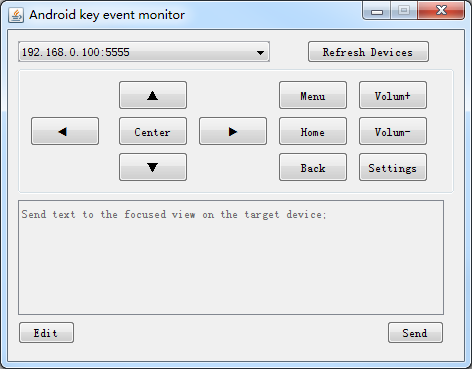 Android key event monitor
192.168.0.100:5555
Refresh Devices
Menu
Volum+
Center
Home
Volum-
Back
Settings
Send text to the focused view on the target device;
Edit
Send